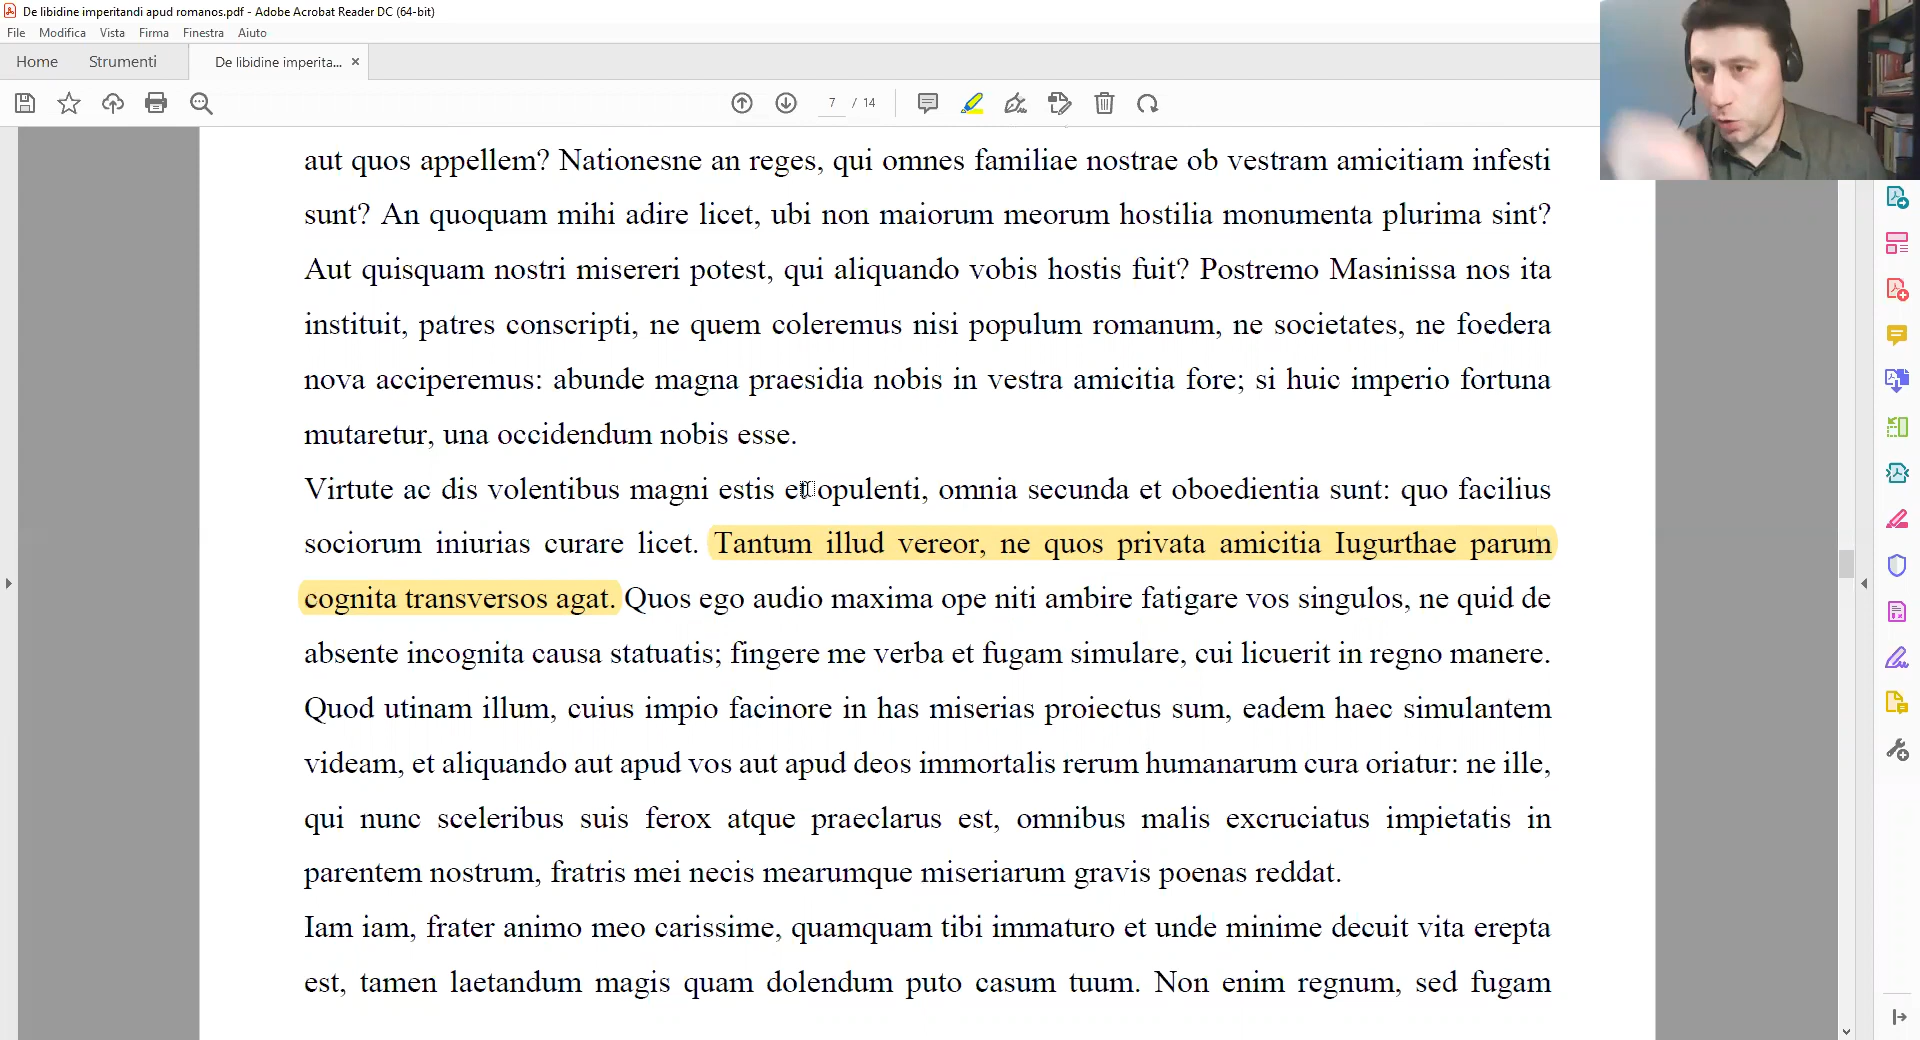 De libidine imperitandi apud romanos.pdf - Adobe Acrobat Reader DC (64-bit)
File Modifica Vista Firma Finestra Aiuto
Home Strumenti De libidine imperita... ×
7 / 14
aut quos appellem? Nationesne an reges, qui omnes familiae nostrae ob vestram amicitiam infesti
sunt? An quoquam mihi adire licet, ubi non maiorum meorum hostilia monumenta plurima sint?
Aut quisquam nostri misereri potest, qui aliquando vobis hostis fuit? Postremo Masinissa nos ita
instituit, patres conscripti, ne quem coleremus nisi populum romanum, ne societates, ne foedera
nova acciperemus: abunde magna praesidia nobis in vestra amicitia fore; si huic imperio fortuna
mutaretur, una occidendum nobis esse.
Virtute ac dis volentibus magni estis et opulenti, omnia secunda et oboedientia sunt: quo facilius
sociorum iniurias curare licet. Tantum illud vereor, ne quos privata amicitia Iugurthae parum
cognita transversos agat. Quos ego audio maxima ope niti ambire fatigare vos singulos, ne quid de
absente incognita causa statuatis; fingere me verba et fugam simulare, cui licuerit in regno manere.
Quod utinam illum, cuius impio facinore in has miserias proiectus sum, eadem haec simulantem
videam, et aliquando aut apud vos aut apud deos immortalis rerum humanarum cura oriatur: ne ille,
qui nunc sceleribus suis ferox atque praeclarus est, omnibus malis excruciatus impietatis in
parentem nostrum, fratris mei necis mearumque miseriarum gravis poenas reddat.
Iam iam, frater animo meo carissime, quamquam tibi immaturo et unde minime decuit vita erepta
est, tamen laetandum magis quam dolendum puto casum tuum. Non enim regnum, sed fugam